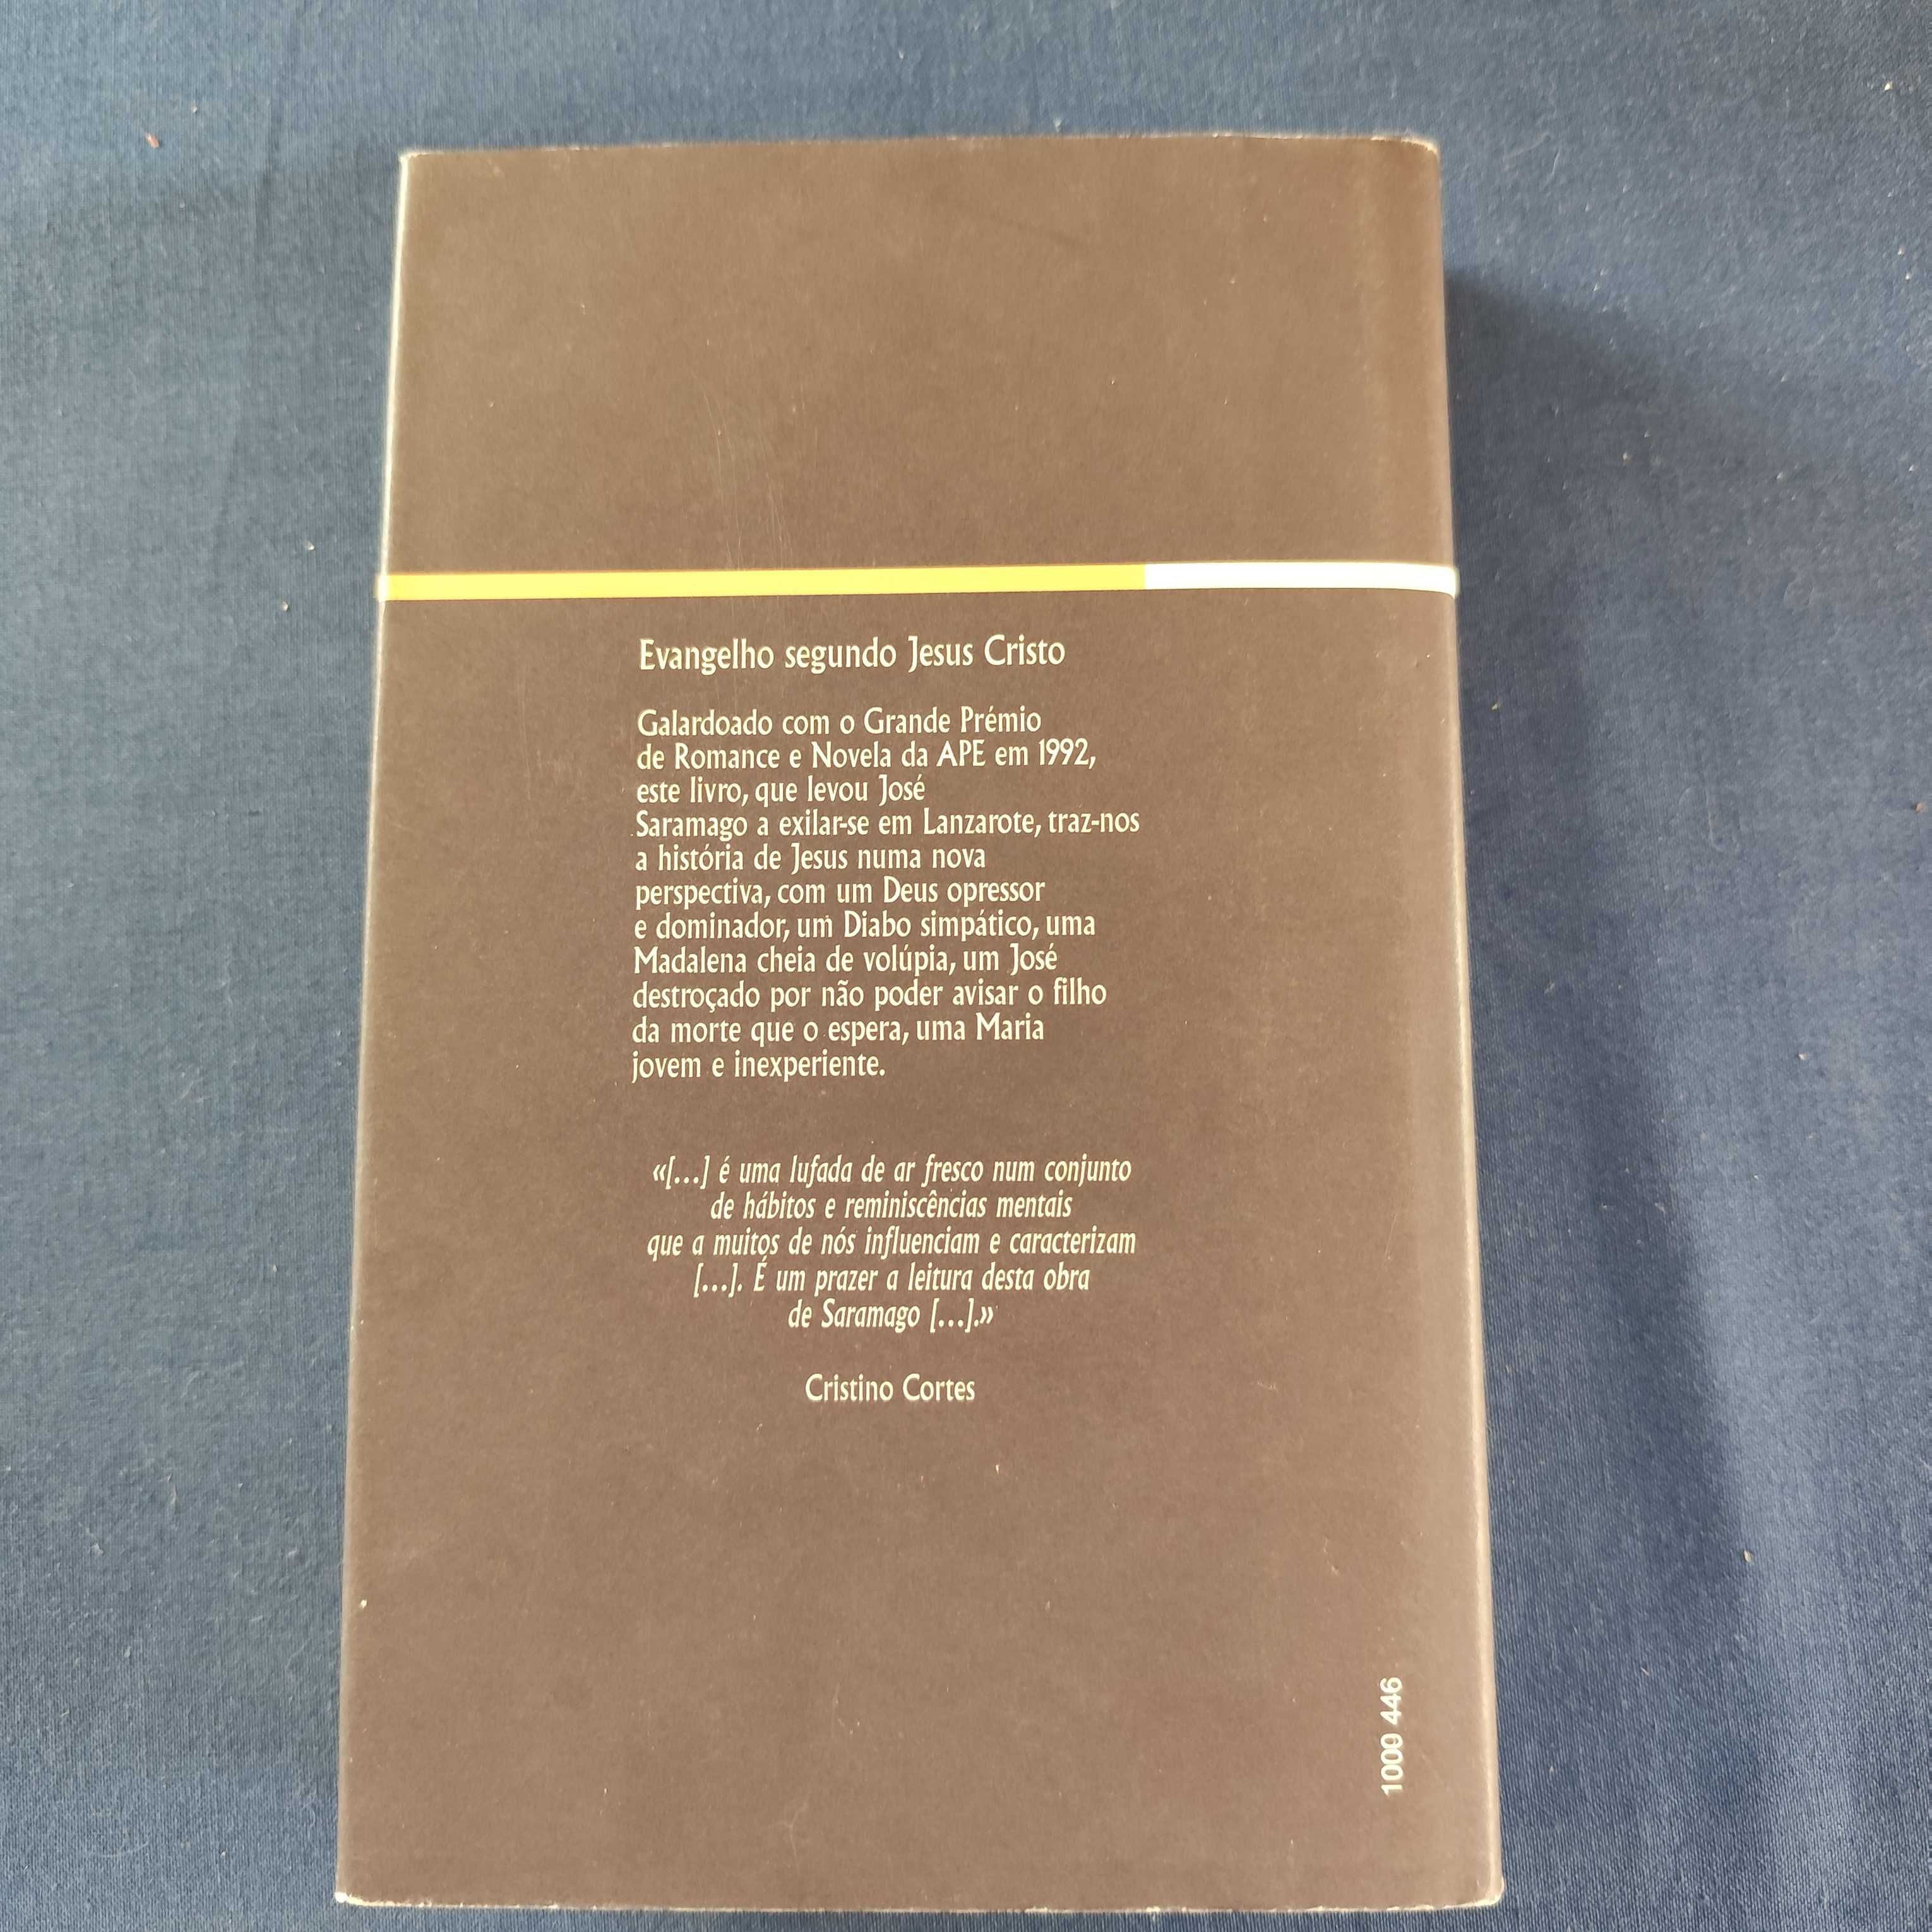 Evangelho segundo Jesus Cristo
Galardoado com o Grande Prémio
de Romance e Novela da APE em 1992,
este livro, que levou José
Saramago a exilar-se em Lanzarote, traz-nos
a história de Jesus numa nova
perspectiva, com um Deus opressor
e dominador, um Diabo simpático, uma
Madalena cheia de volúpia, um José
destroçado por não poder avisar o filho
da morte que o espera, uma Maria
jovem e inexperiente.
«[...] é uma lufada de ar fresco num conjunto
de hábitos e reminiscências mentais
que a muitos de nós influenciam e caracterizam
[...]. É um prazer a leitura desta obra
de Saramago [...].»
Cristino Cortes
1009 446